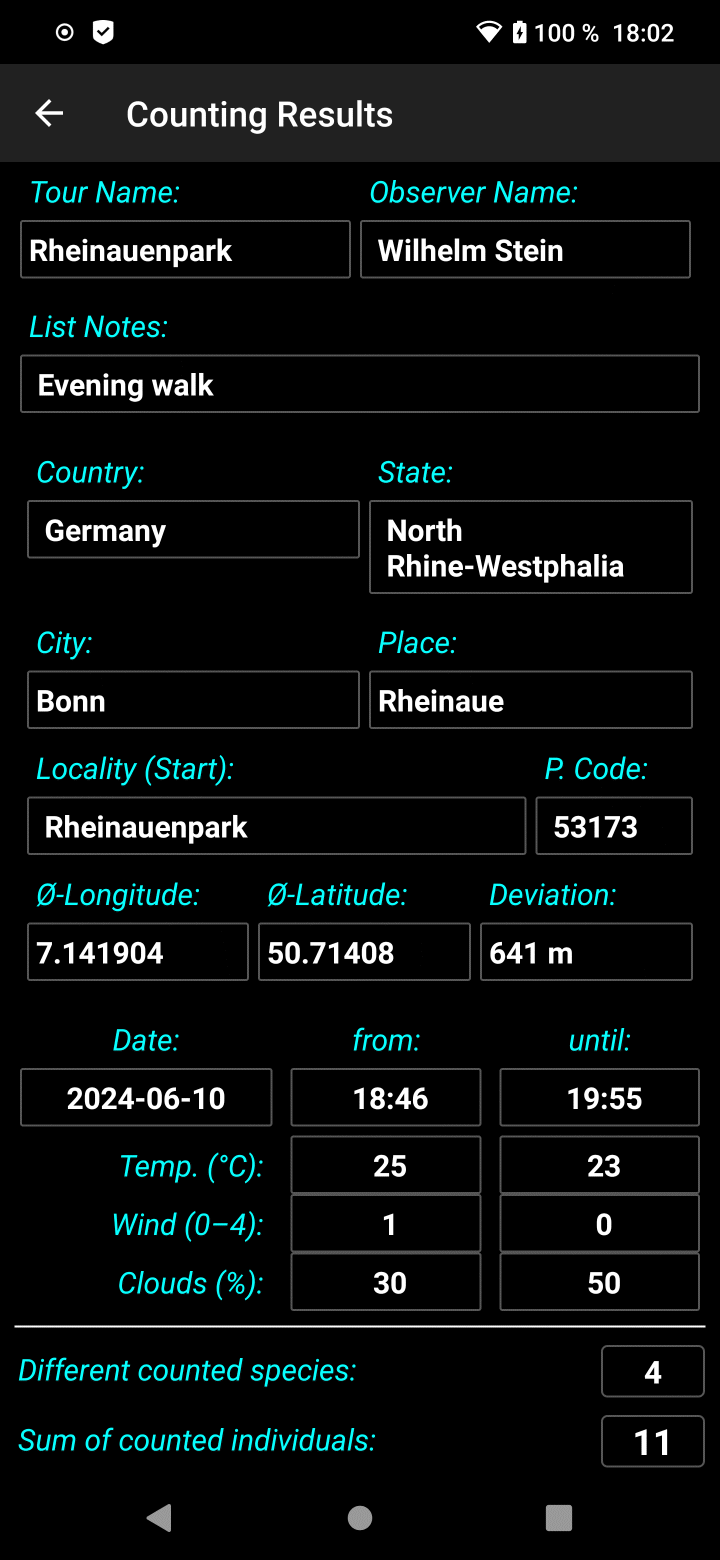 100 % 18:02
Counting Results
Tour Name: Observer Name:
Rheinauenpark Wilhelm Stein
List Notes:
Evening walk
Country: State:
Germany North
Rhine-Westphalia
City: Place:
Bonn Rheinaue
Locality (Start): P. Code:
Rheinauenpark 53173
Ø-Longitude: Ø-Latitude: Deviation:
7.141904 50.71408 641 m
Date: from: until:
2024-06-10 18:46 19:55
Temp. (°C): 25 23
Wind (0–4): 1 0
Clouds (%): 30 50
Different counted species: 4
Sum of counted individuals: 11